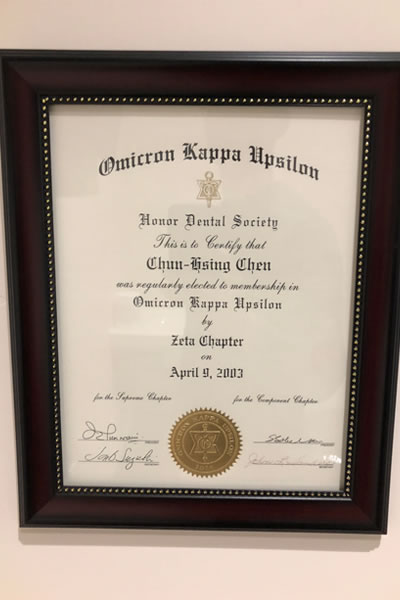 Omicron Kappa Upsilon
Honor Dental Society
This is to Certify that
Chun-Hsing Chen
was regularly elected to membership in
Omicron Kappa Upsilon
by
Zeta Chapter
on
April 9, 2003
for the Supreme Chapter
for the Component Chapter